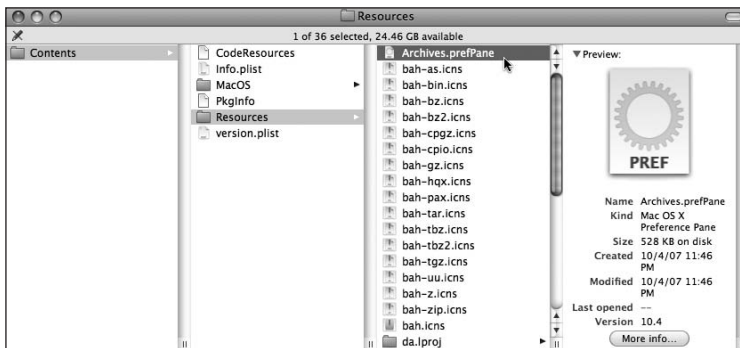 Resources
1 of 36 selected, 24.46 GB available
Contents
CodeResources
Info.plist
MacOS
PkgInfo
Resources
version.plist
Archives.prefPane
bah-as.icns
bah-bin.icns
bah-bz.icns
bah-bz2.icns
bah-cpgz.icns
bah-cpio.icns
bah-gz.icns
bah-hqx.icns
bah-pax.icns
bah-tar.icns
bah-tbz.icns
bah-tbz2.icns
bah-tgz.icns
bah-uu.icns
bah-z.icns
bah-zip.icns
bah.icns
da.lproj
Preview:
PREF
Name Archives.prefPane
Kind Mac OS X
Preference Pane
Size 528 KB on disk
Created 10/4/07 11:46
PM
Modified 10/4/07 11:46
PM
Last opened --
Version 10.4
More info...